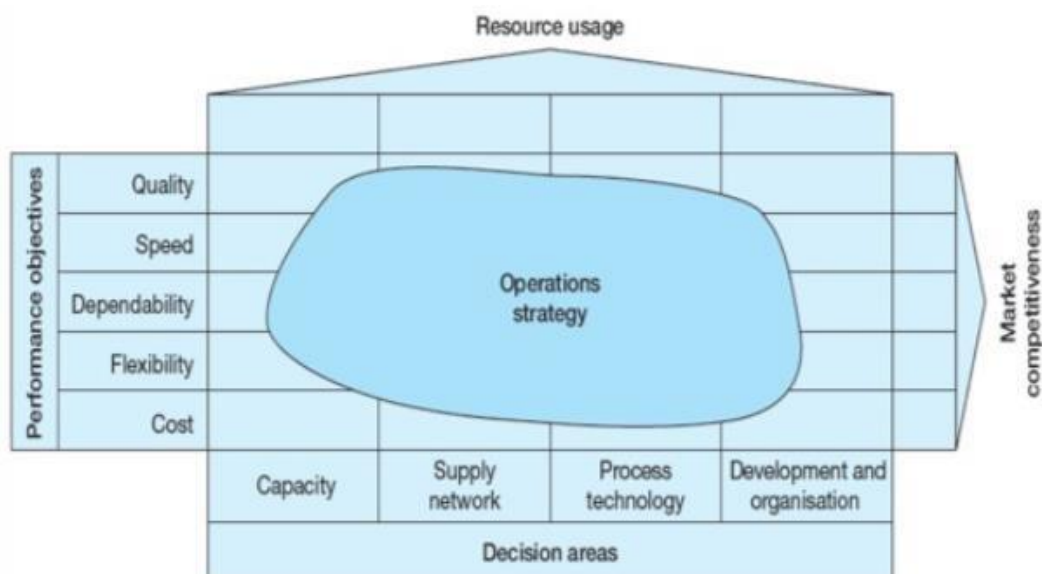 Resource usage
Performance objectives
Quality
Speed
Dependability
Flexibility
Cost
Operations
strategy
Market
competitiveness
Capacity
Supply
network
Process
technology
Development and
organisation
Decision areas